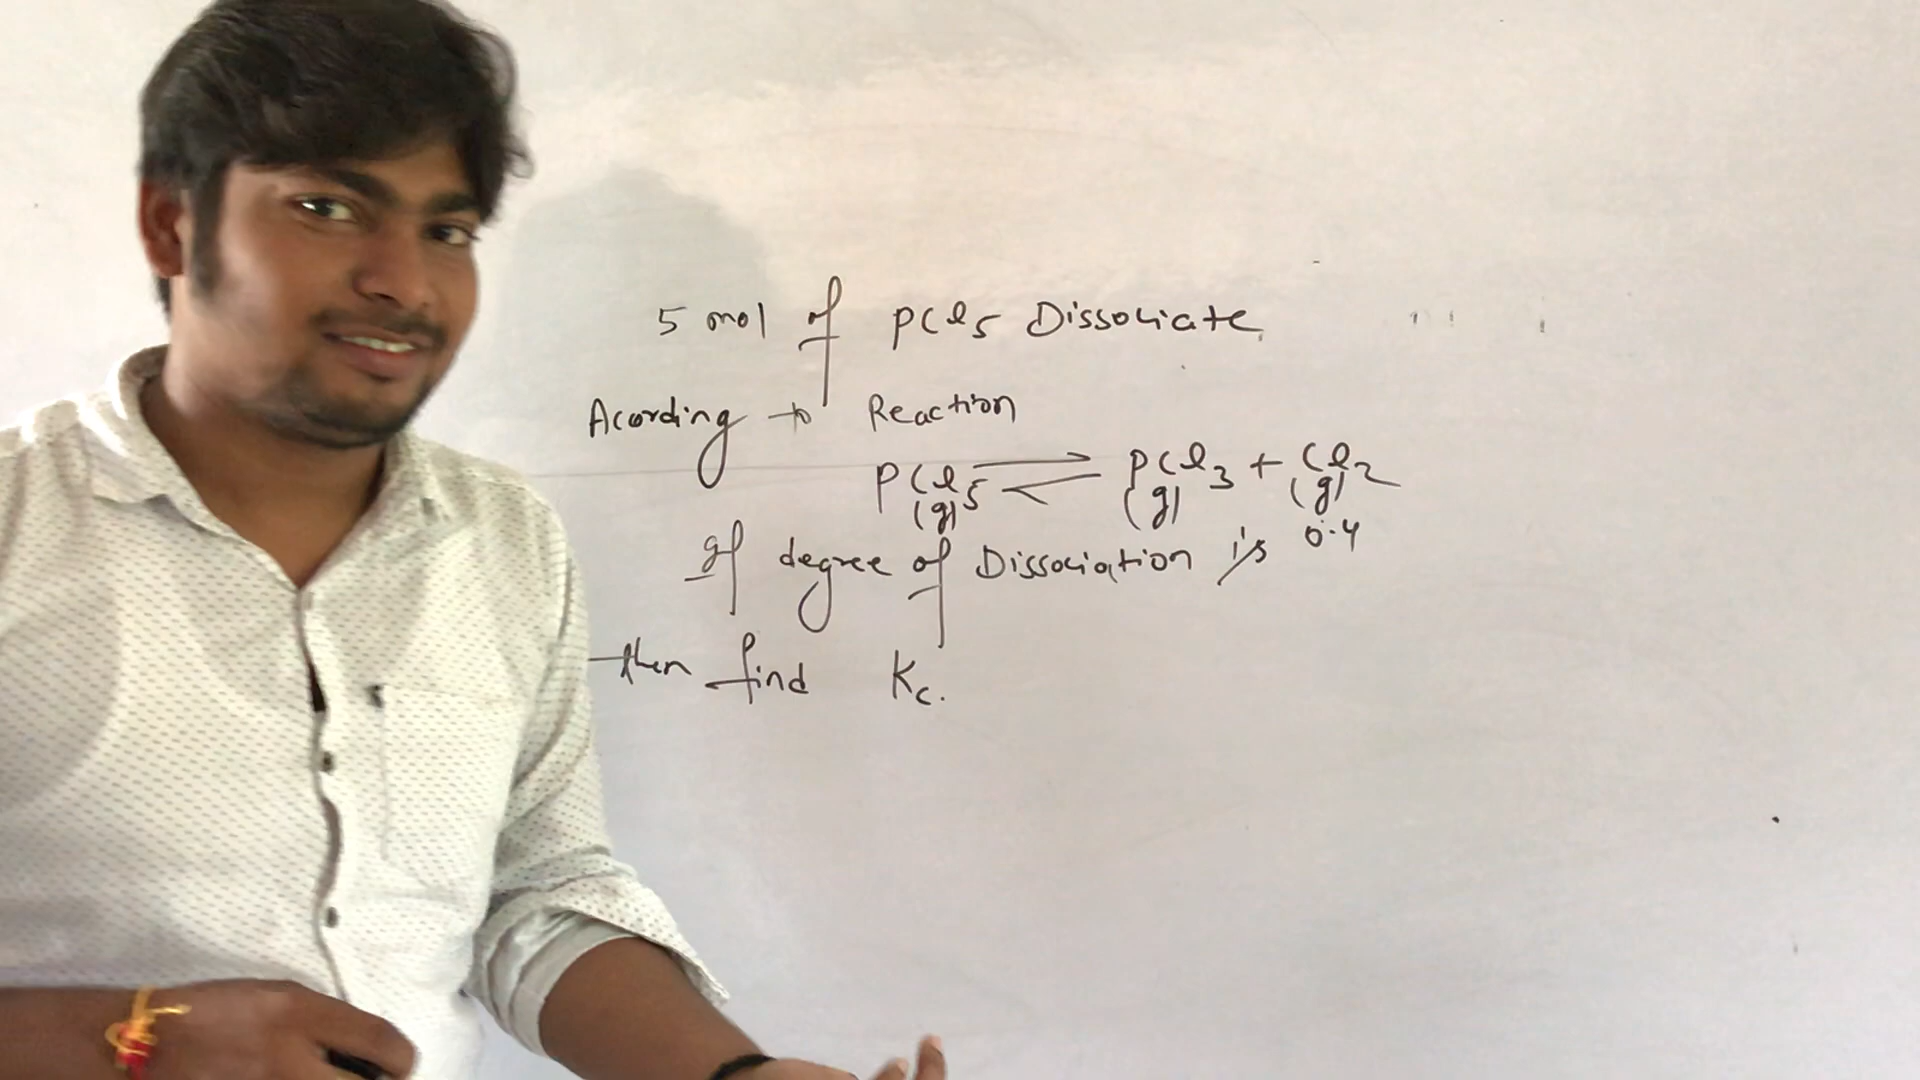 5 mol of PCl5 Dissociate
Acording to Reaction
PCl5 ⇌ PCl3 + Cl2
(g) (g) (g)
If degree of Dissociation is 0.4
then find Kc.